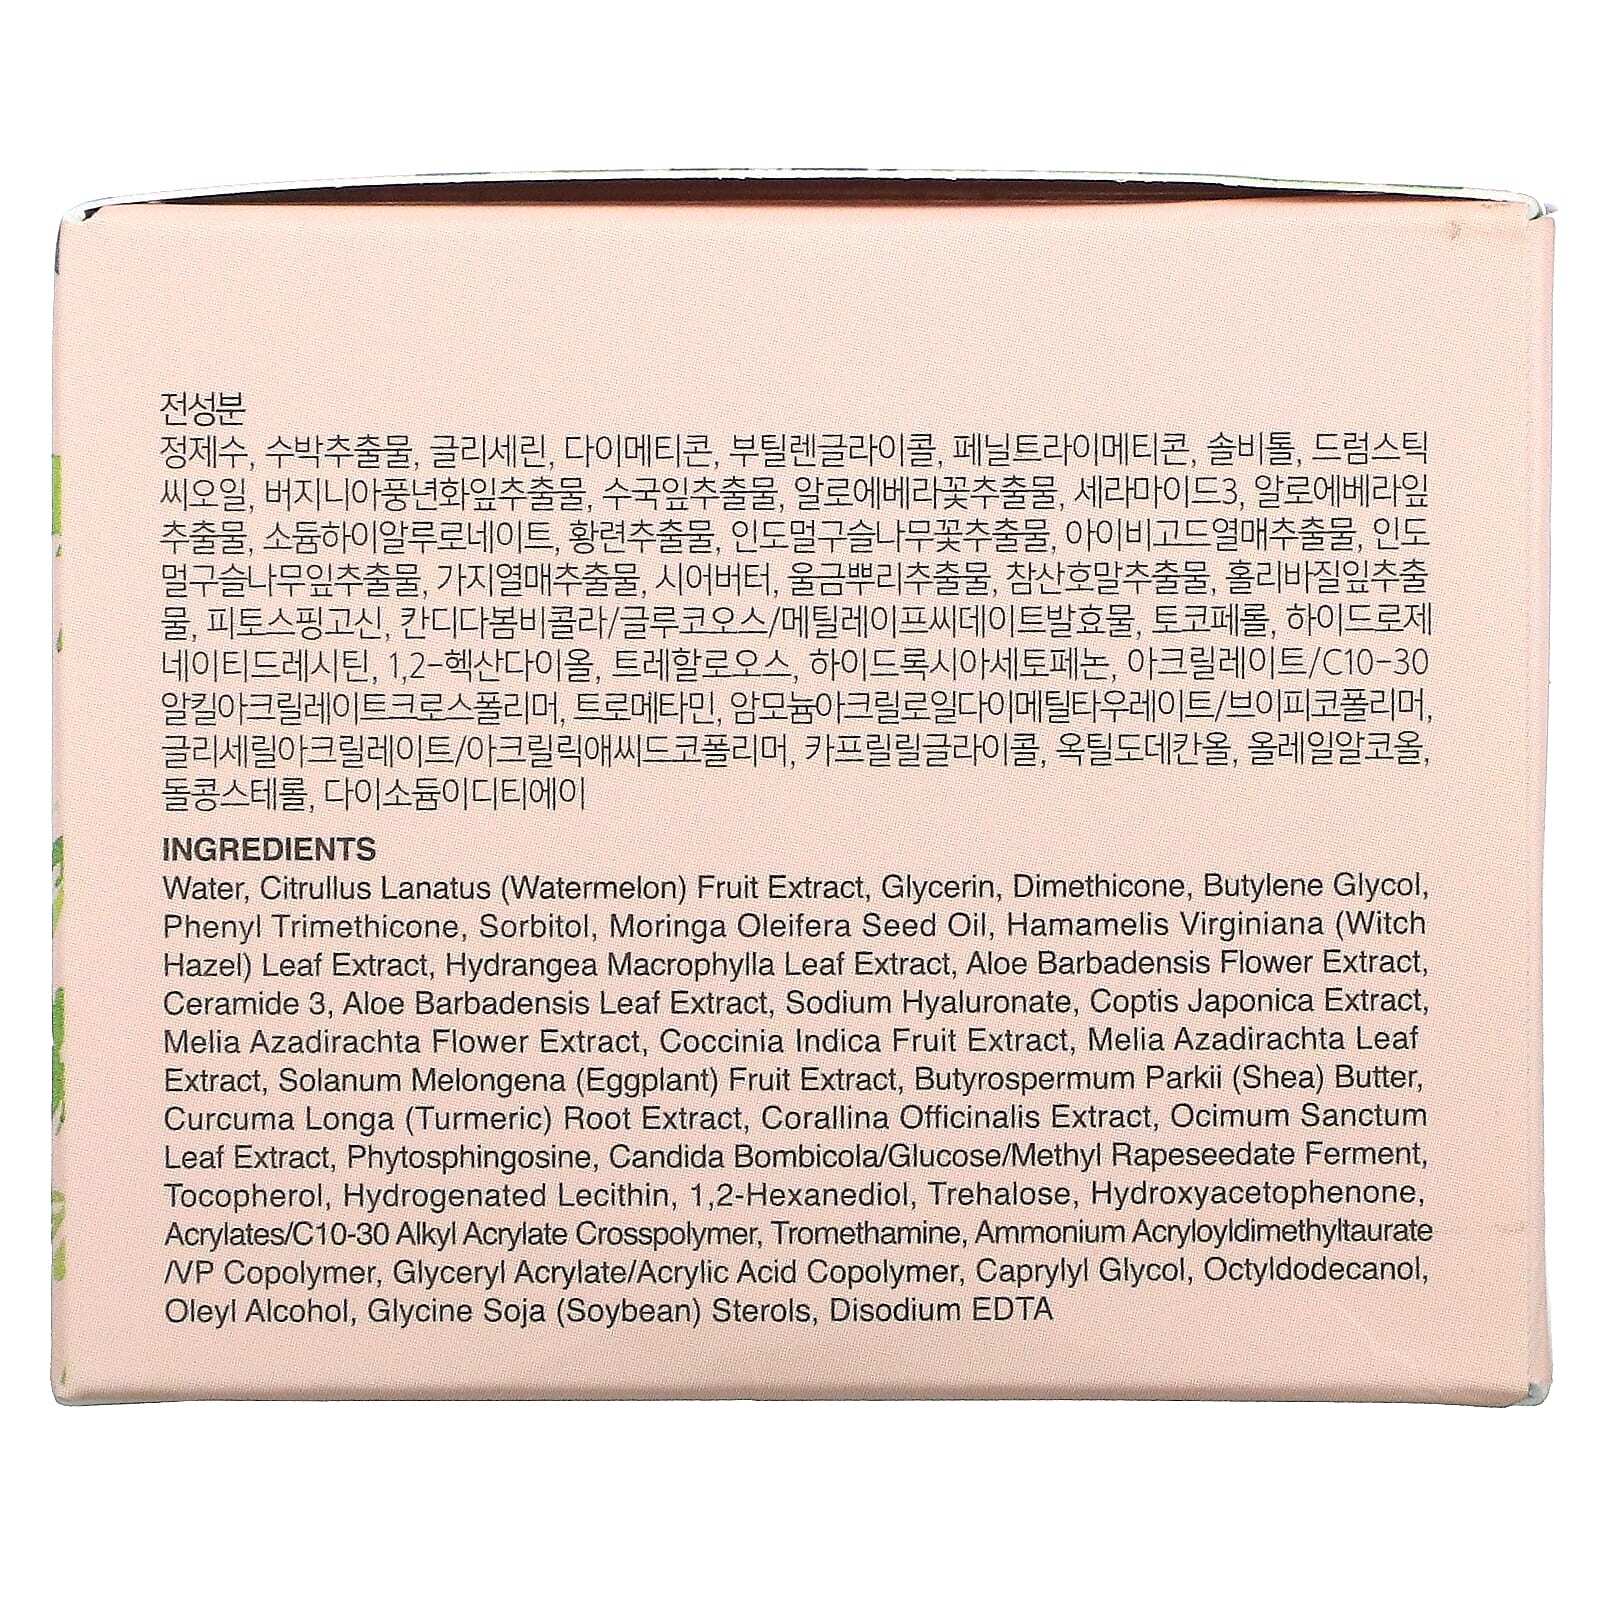 전성분
정제수, 수박추출물, 글리세린, 다이메티콘, 부틸렌글라이콜, 페닐트라이메티콘, 솔비톨, 드럼스틱
씨오일, 버지니아풍년화잎추출물, 수국잎추출물, 알로에베라꽃추출물, 세라마이드3, 알로에베라잎
추출물, 소듐하이알루로네이트, 황련추출물, 인도멀구슬나무꽃추출물, 아이비고드열매추출물, 인도
멀구슬나무잎추출물, 가지열매추출물, 시어버터, 울금뿌리추출물, 참산호말추출물, 홀리바질잎추출
물, 피토스핑고신, 칸디다봄비콜라/글루코오스/메틸레이프씨데이트발효물, 토코페롤, 하이드로제
네이티드레시틴, 1,2-헥산다이올, 트레할로오스, 하이드록시아세토페논, 아크릴레이트/C10-30
알킬아크릴레이트크로스폴리머, 트로메타민, 암모늄아크릴로일다이메틸타우레이트/브이피코폴리머,
글리세릴아크릴레이트/아크릴릭애씨드코폴리머, 카프릴릴글라이콜, 옥틸도데칸올, 올레일알코올,
돌콩스테롤, 다이소듐이디티에이
INGREDIENTS
Water, Citrullus Lanatus (Watermelon) Fruit Extract, Glycerin, Dimethicone, Butylene Glycol,
Phenyl Trimethicone, Sorbitol, Moringa Oleifera Seed Oil, Hamamelis Virginiana (Witch
Hazel) Leaf Extract, Hydrangea Macrophylla Leaf Extract, Aloe Barbadensis Flower Extract,
Ceramide 3, Aloe Barbadensis Leaf Extract, Sodium Hyaluronate, Coptis Japonica Extract,
Melia Azadirachta Flower Extract, Coccinia Indica Fruit Extract, Melia Azadirachta Leaf
Extract, Solanum Melongena (Eggplant) Fruit Extract, Butyrospermum Parkii (Shea) Butter,
Curcuma Longa (Turmeric) Root Extract, Corallina Officinalis Extract, Ocimum Sanctum
Leaf Extract, Phytosphingosine, Candida Bombicola/Glucose/Methyl Rapeseedate Ferment,
Tocopherol, Hydrogenated Lecithin, 1,2-Hexanediol, Trehalose, Hydroxyacetophenone,
Acrylates/C10-30 Alkyl Acrylate Crosspolymer, Tromethamine, Ammonium Acryloyldimethyltaurate
/VP Copolymer, Glyceryl Acrylate/Acrylic Acid Copolymer, Caprylyl Glycol, Octyldodecanol,
Oleyl Alcohol, Glycine Soja (Soybean) Sterols, Disodium EDTA